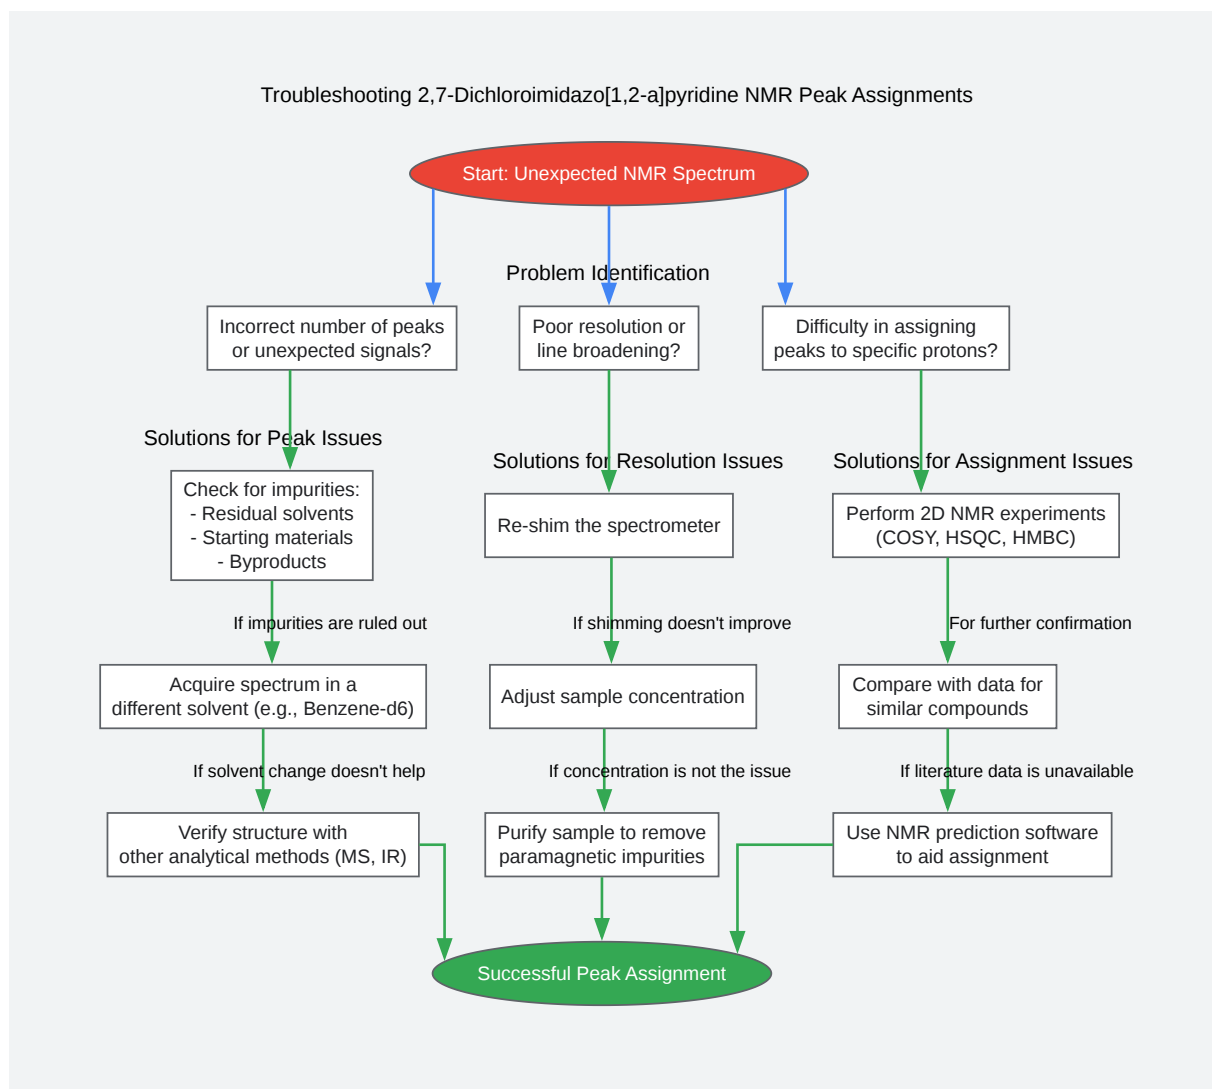 Troubleshooting 2,7-Dichloroimidazo[1,2-a]pyridine NMR Peak Assignments
Start: Unexpected NMR Spectrum
Problem Identification
Incorrect number of peaks
or unexpected signals?
Poor resolution or
line broadening?
Difficulty in assigning
peaks to specific protons?
Solutions for Peak Issues
Solutions for Resolution Issues
Solutions for Assignment Issues
Check for impurities:
- Residual solvents
- Starting materials
- Byproducts
Re-shim the spectrometer
Perform 2D NMR experiments
(COSY, HSQC, HMBC)
If impurities are ruled out
If shimming doesn't improve
For further confirmation
Acquire spectrum in a
different solvent (e.g., Benzene-d6)
Adjust sample concentration
Compare with data for
similar compounds
If solvent change doesn't help
If concentration is not the issue
If literature data is unavailable
Verify structure with
other analytical methods (MS, IR)
Purify sample to remove
paramagnetic impurities
Use NMR prediction software
to aid assignment
Successful Peak Assignment